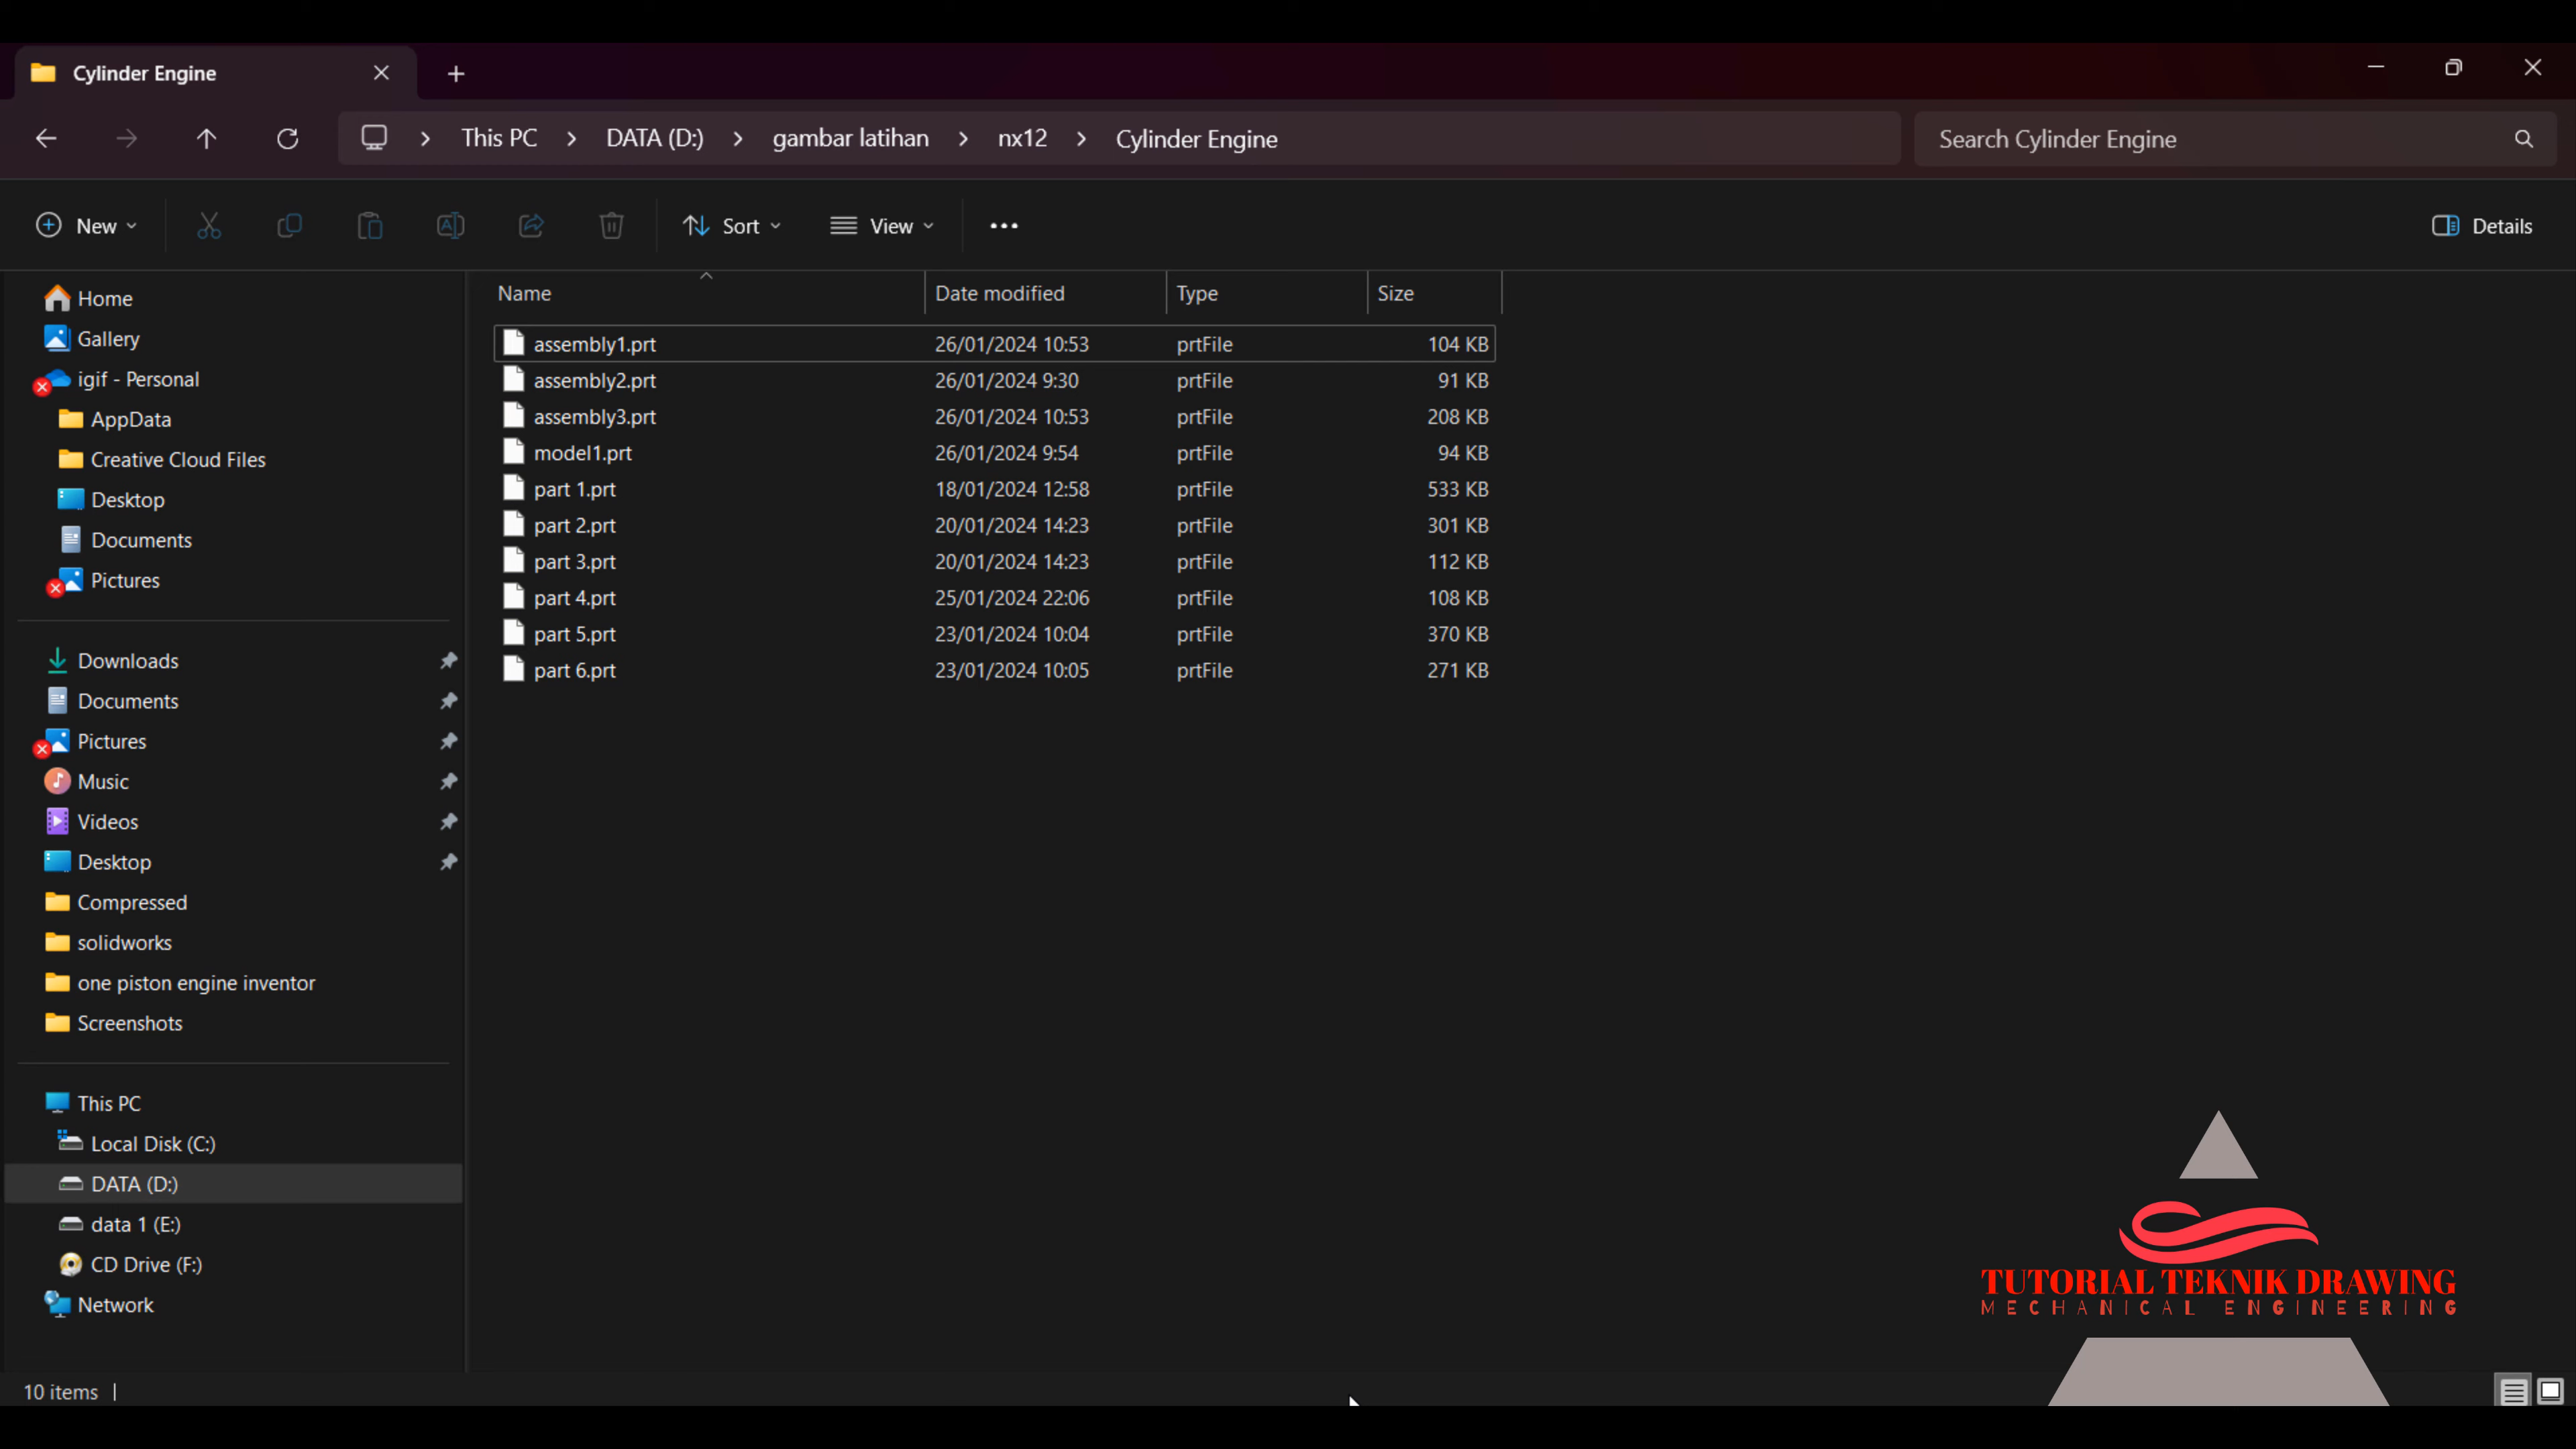 Cylinder Engine
This PC > DATA (D:) > gambar latihan > nx12 > Cylinder Engine
Search Cylinder Engine
New
Sort
View
Details
Home
Gallery
igif - Personal
AppData
Creative Cloud Files
Desktop
Documents
Pictures
Downloads
Documents
Pictures
Music
Videos
Desktop
Compressed
solidworks
one piston engine inventor
Screenshots
This PC
Local Disk (C:)
DATA (D:)
data 1 (E:)
CD Drive (F:)
Network
Name Date modified Type Size
assembly1.prt 26/01/2024 10:53 prtFile 104 KB
assembly2.prt 26/01/2024 9:30 prtFile 91 KB
assembly3.prt 26/01/2024 10:53 prtFile 208 KB
model1.prt 26/01/2024 9:54 prtFile 94 KB
part 1.prt 18/01/2024 12:58 prtFile 533 KB
part 2.prt 20/01/2024 14:23 prtFile 301 KB
part 3.prt 20/01/2024 14:23 prtFile 112 KB
part 4.prt 25/01/2024 22:06 prtFile 108 KB
part 5.prt 23/01/2024 10:04 prtFile 370 KB
part 6.prt 23/01/2024 10:05 prtFile 271 KB
TUTORIAL TEKNIK DRAWING
MECHANICAL ENGINEERING
10 items